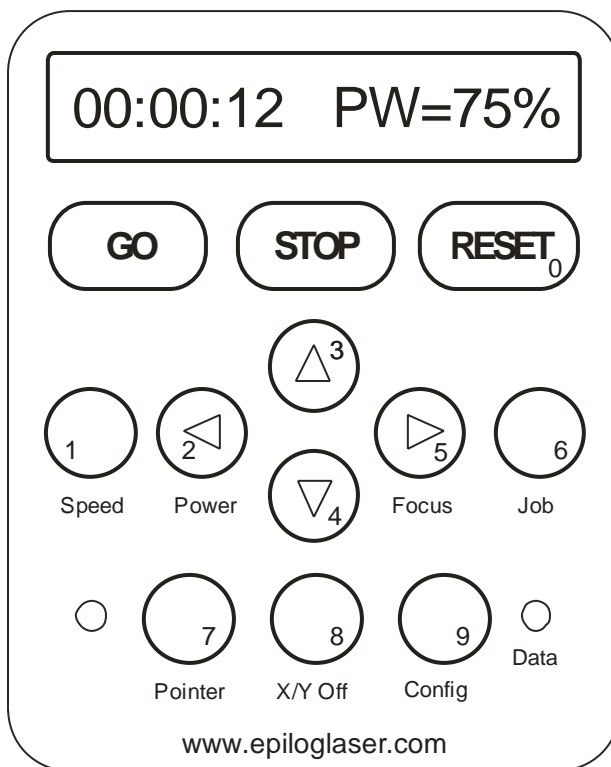 00:00:12 PW=75%
GO STOP RESET 0
3
1 2 5 6
Speed Power 4 Focus Job
7 8 9
Data
Pointer X/Y Off Config
www.epiloglaser.com